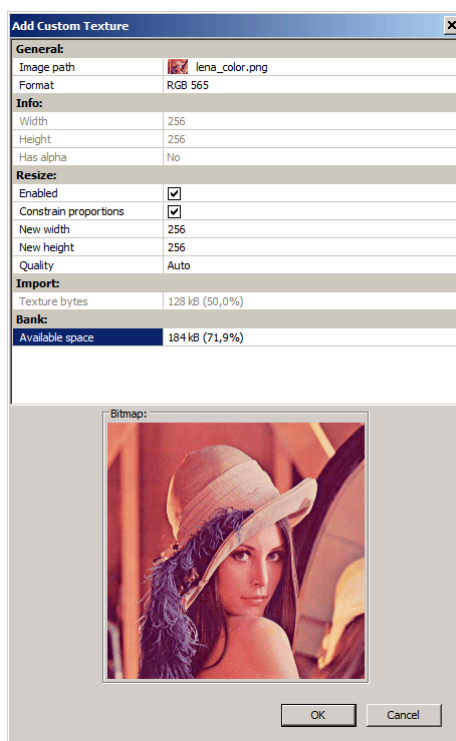 Add Custom Texture
General:
Image path lena_color.png
Format RGB 565
Info:
Width 256
Height 256
Has alpha No
Resize:
Enabled
Constrain proportions
New width 256
New height 256
Quality Auto
Import:
Texture bytes 128 kB (50,0%)
Bank:
Available space 184 kB (71,9%)
Bitmap:
OK Cancel